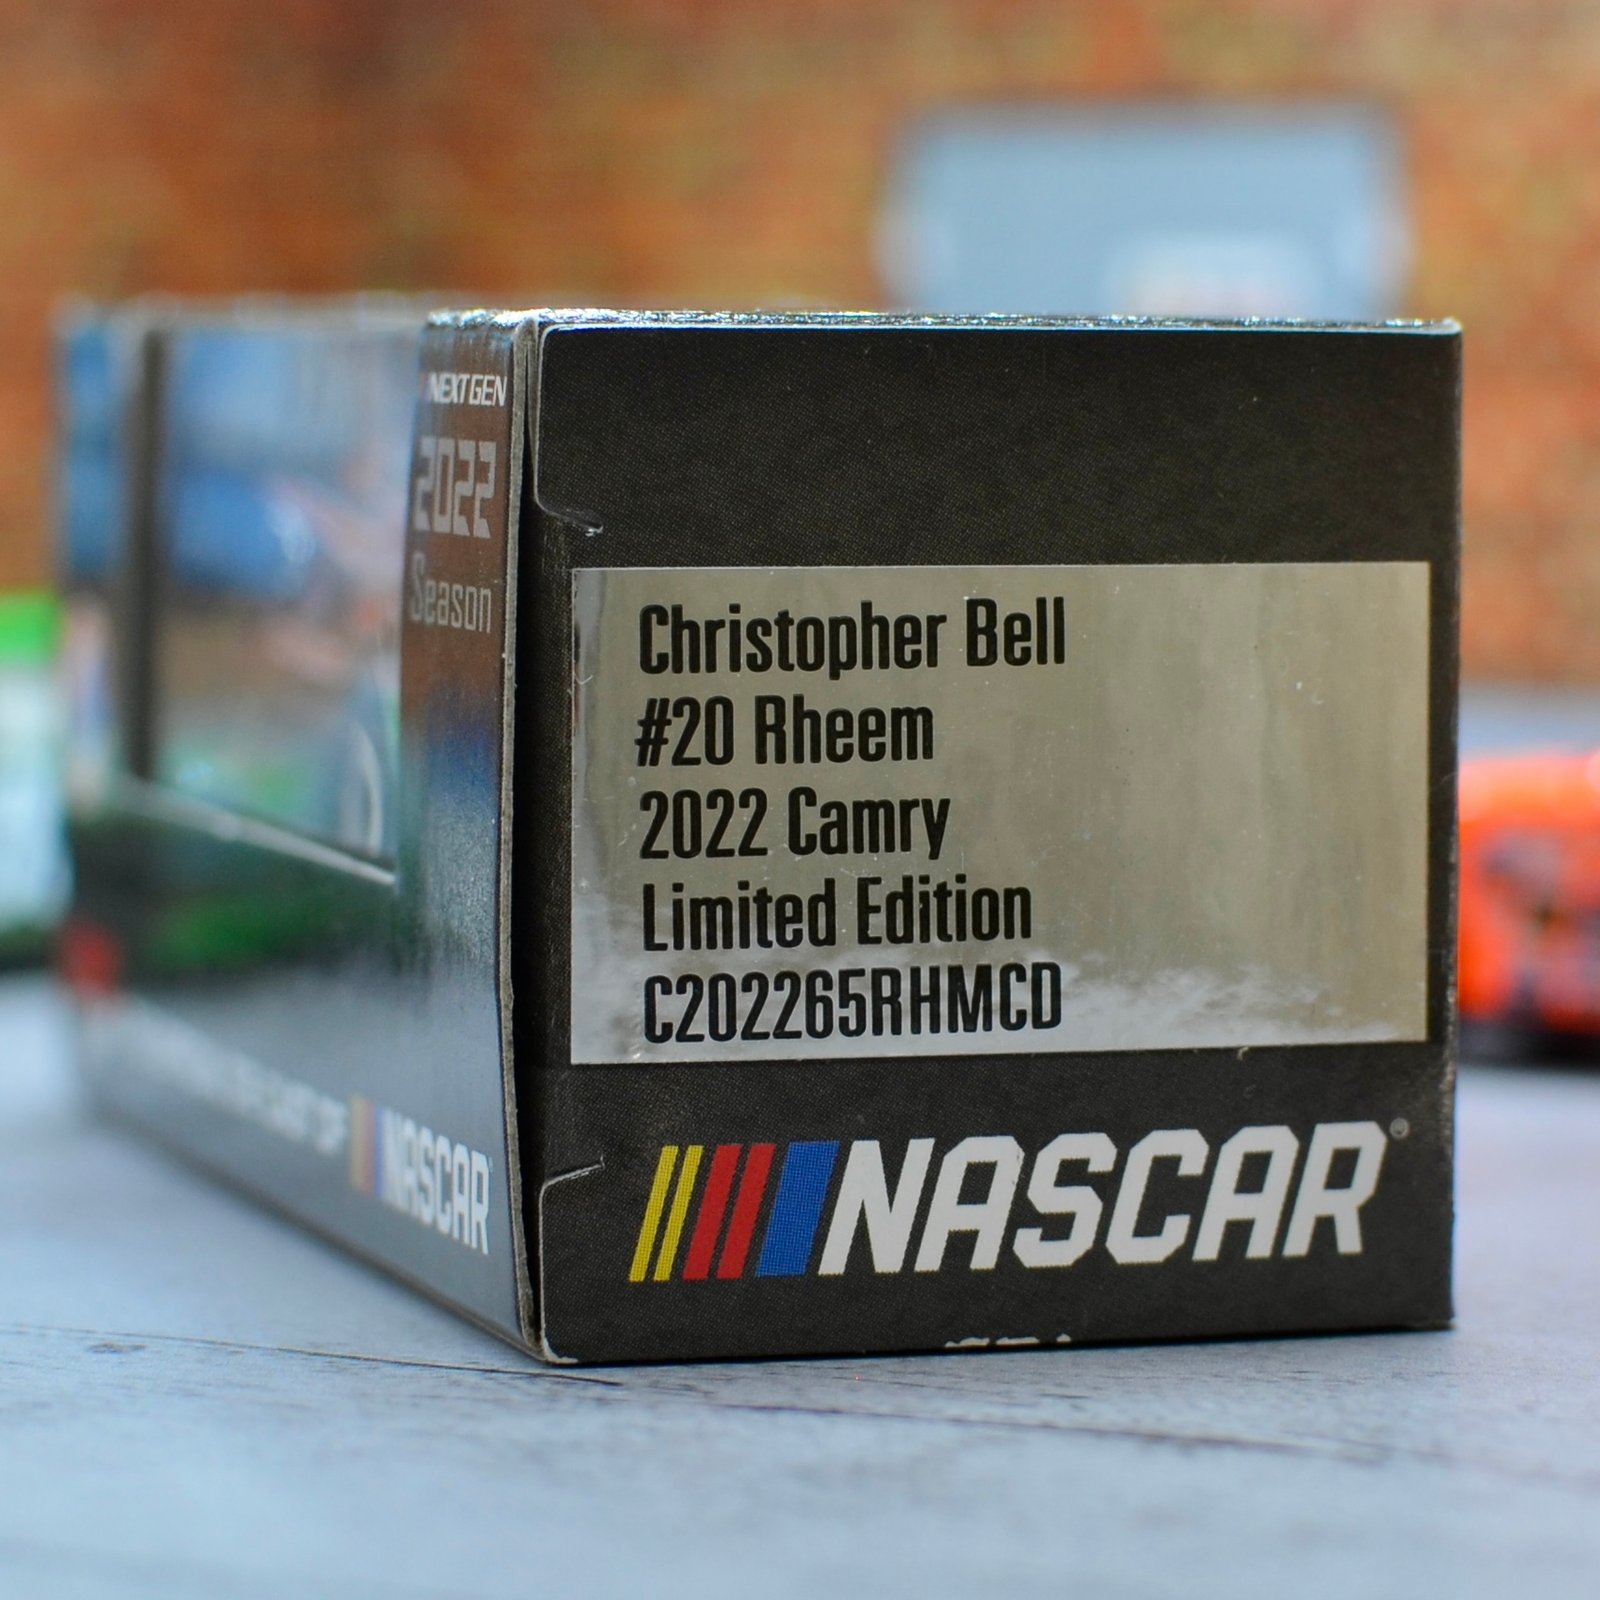 NEXT GEN
2022
Season
Christopher Bell
#20 Rheem
2022 Camry
Limited Edition
C202265RHMCD
NASCAR
NASCAR®